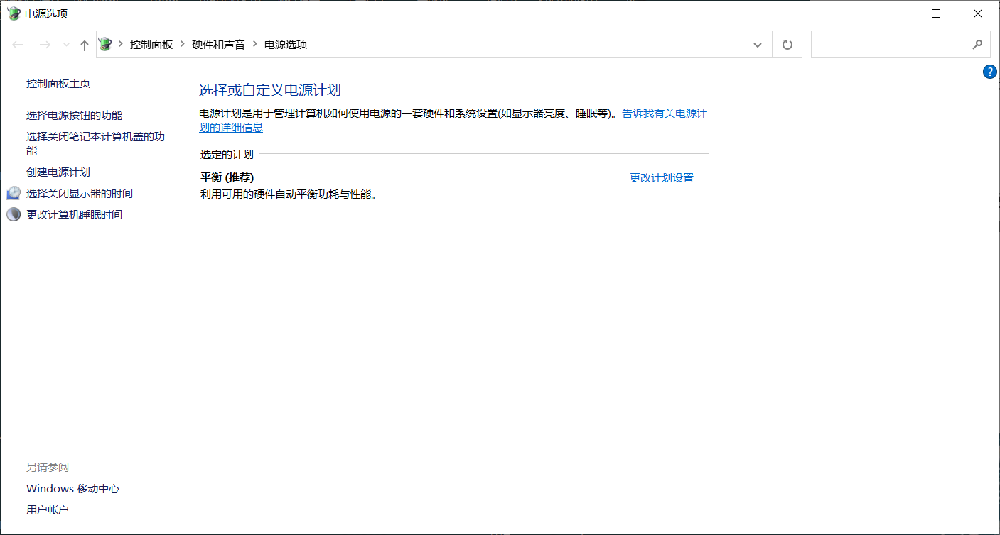 电源选项
控制面板 > 硬件和声音 > 电源选项
控制面板主页
选择电源按钮的功能
选择关闭笔记本计算机盖的功
能
创建电源计划
选择关闭显示器的时间
更改计算机睡眠时间
选择或自定义电源计划
电源计划是用于管理计算机如何使用电源的一套硬件和系统设置(如显示器亮度、睡眠等)。告诉我有关电源计
划的详细信息
选定的计划
平衡 (推荐) 更改计划设置
利用可用的硬件自动平衡功耗与性能。
另请参阅
Windows 移动中心
用户帐户